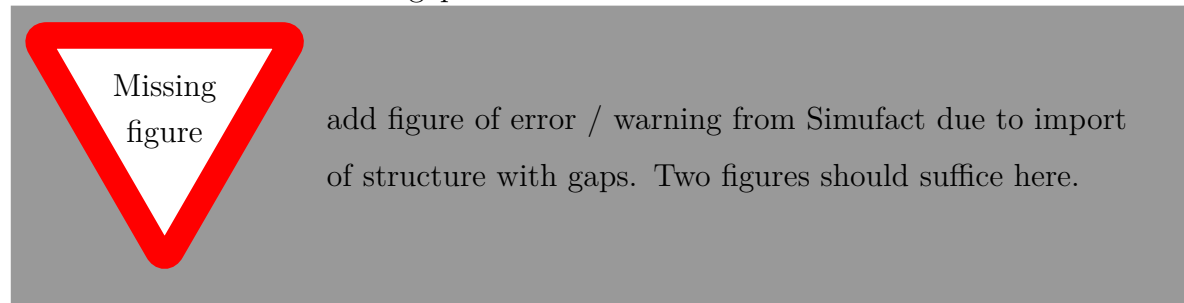 Missing
figure
add figure of error / warning from Simufact due to import
of structure with gaps. Two figures should suffice here.